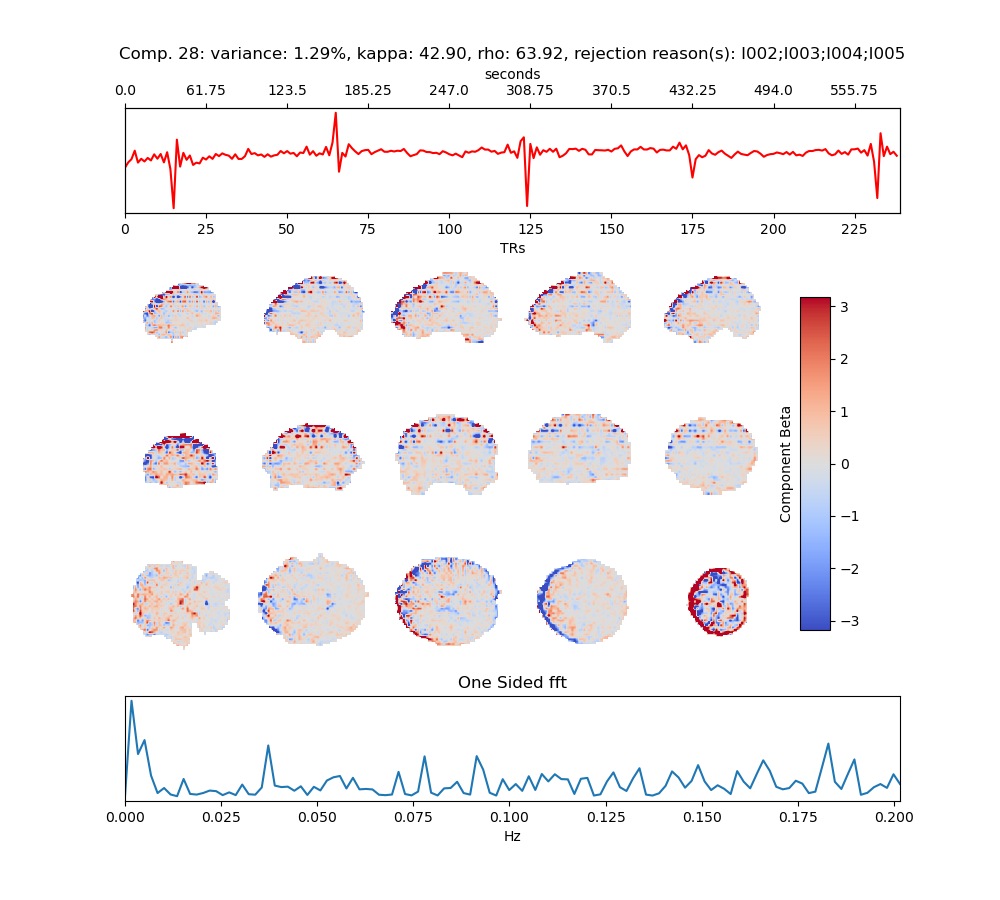 Comp. 28: variance: 1.29%, kappa: 42.90, rho: 63.92, rejection reason(s): I002;I003;I004;I005
seconds
0.0 61.75 123.5 185.25 247.0 308.75 370.5 432.25 494.0 555.75
0 25 50 75 100 125 150 175 200 225
TRs
3
2
1
0
−1
−2
−3
Component Beta
One Sided fft
0.000 0.025 0.050 0.075 0.100 0.125 0.150 0.175 0.200
Hz